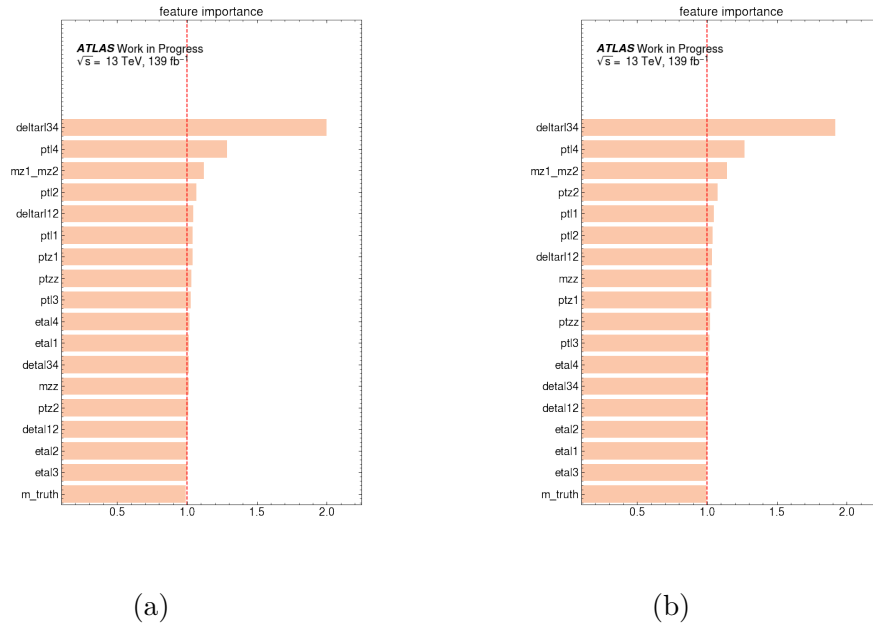 feature importance
ATLAS Work in Progress
√s = 13 TeV, 139 fb⁻¹
deltarl34
ptl4
mz1_mz2
ptl2
deltarl12
ptl1
ptz1
ptzz
ptl3
etal4
etal1
detal34
mzz
ptz2
detal12
etal2
etal3
m_truth
0.5 1.0 1.5 2.0
(a)
feature importance
ATLAS Work in Progress
√s = 13 TeV, 139 fb⁻¹
deltarl34
ptl4
mz1_mz2
ptz2
ptl1
ptl2
deltarl12
mzz
ptz1
ptzz
ptl3
etal4
detal34
detal12
etal2
etal1
etal3
m_truth
0.5 1.0 1.5 2.0
(b)